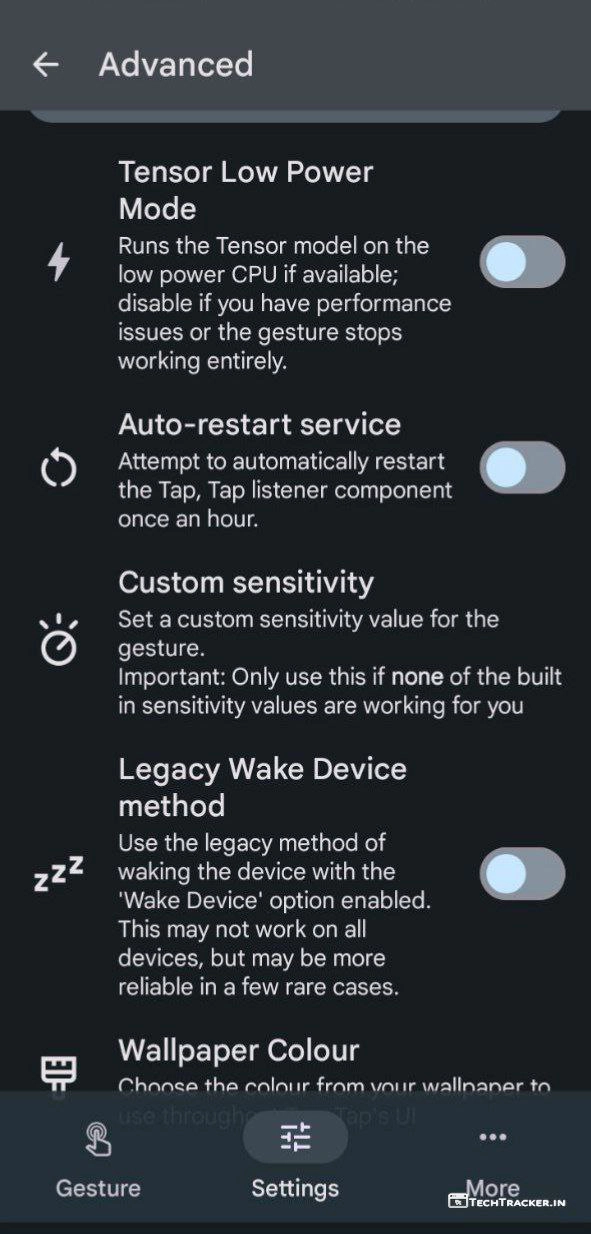 Advanced
Tensor Low Power
Mode
Runs the Tensor model on the
low power CPU if available;
disable if you have performance
issues or the gesture stops
working entirely.
Auto-restart service
Attempt to automatically restart
the Tap, Tap listener component
once an hour.
Custom sensitivity
Set a custom sensitivity value for the
gesture.
Important: Only use this if none of the built
in sensitivity values are working for you
Legacy Wake Device
method
Use the legacy method of
waking the device with the
'Wake Device' option enabled.
This may not work on all
devices, but may be more
reliable in a few rare cases.
Wallpaper Colour
Choose the colour from your wallpaper to
use throughout Tap's UI
Gesture
Settings
More
TECHTRACKER.IN